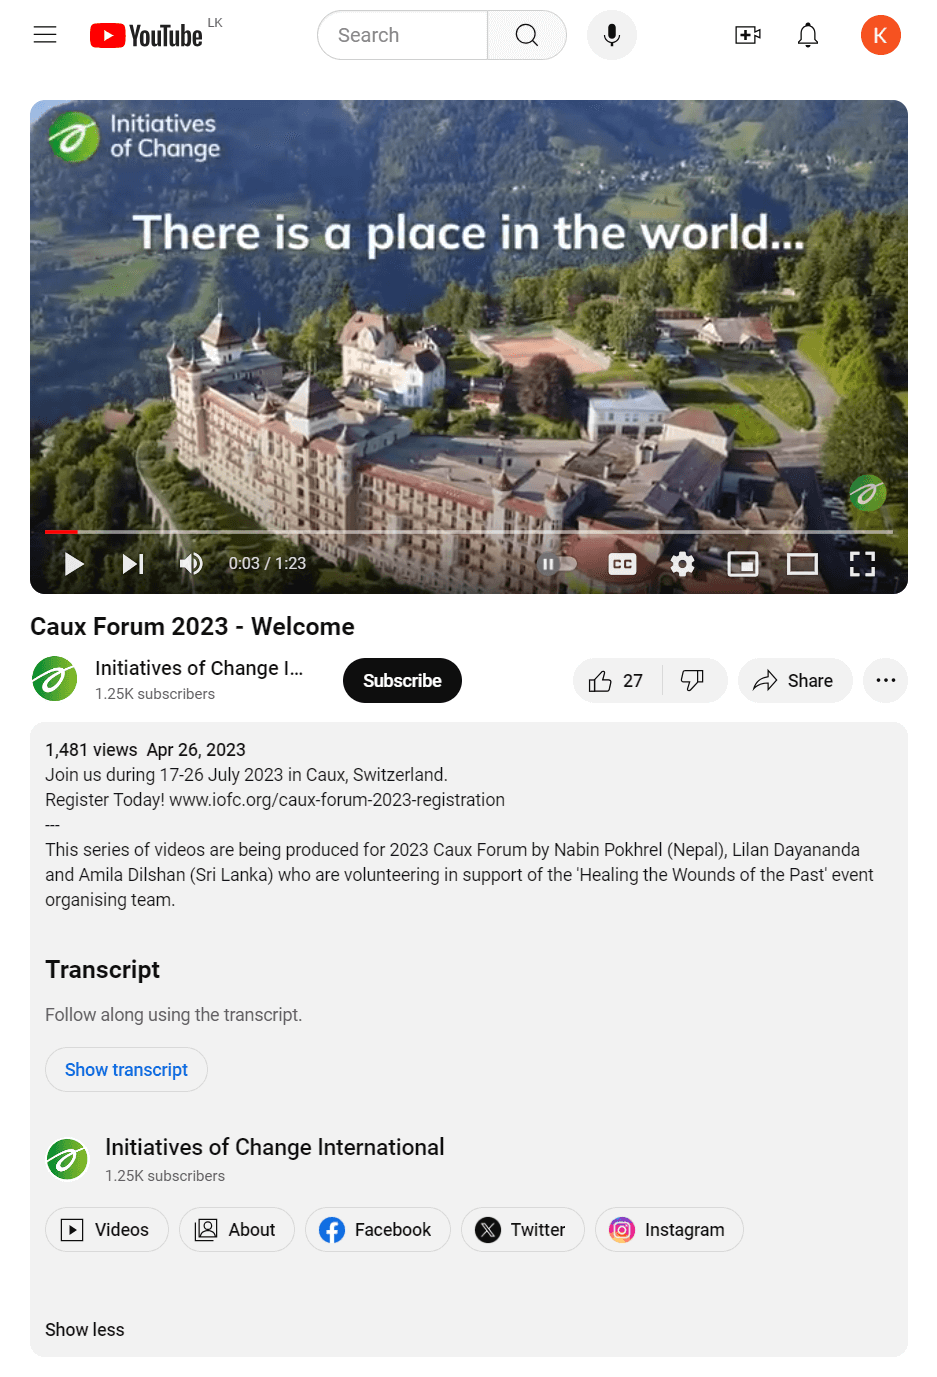 YouTube LK
Search
K
Initiatives
of Change
There is a place in the world...
0:03 / 1:23
CC
Caux Forum 2023 - Welcome
Initiatives of Change I...
1.25K subscribers
Subscribe
27
Share
1,481 views Apr 26, 2023
Join us during 17-26 July 2023 in Caux, Switzerland.
Register Today! www.iofc.org/caux-forum-2023-registration
---
This series of videos are being produced for 2023 Caux Forum by Nabin Pokhrel (Nepal), Lilan Dayananda
and Amila Dilshan (Sri Lanka) who are volunteering in support of the 'Healing the Wounds of the Past' event
organising team.
Transcript
Follow along using the transcript.
Show transcript
Initiatives of Change International
1.25K subscribers
Videos
About
Facebook
Twitter
Instagram
Show less